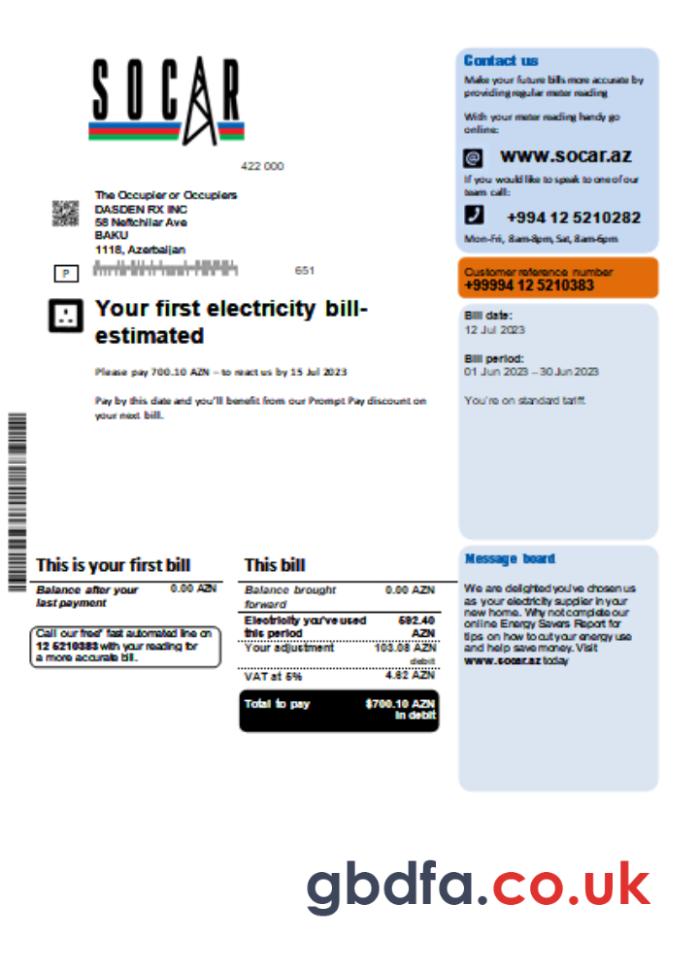 SOCAR
422 000
The Occupier or Occupiers
DASDEN RX INC
58 Neftchilar Ave
BAKU
1118, Azerbaijan
P
651
Your first electricity bill-
estimated
Please pay 700.10 AZN – to react us by 15 Jul 2023
Pay by this date and you'll benefit from our Prompt Pay discount on
your next bill.
Contact us
Make your future bills more accurate by
providing regular meter reading
With your meter reading handy go
online:
@ www.socar.az
If you would like to speak to one of our
team call:
+994 12 5210282
Mon-Fri, 8am-8pm, Sat, 8am-6pm
Customer reference number
+99994 12 5210383
Bill date:
12 Jul 2023
Bill period:
01 Jun 2023 – 30 Jun 2023
You're on standard tariff.
This is your first bill
Balance after your 0.00 AZN
last payment
Call our free' fast automated line on
12 5210383 with your reading for
a more accurate bill.
This bill
Balance brought 0.00 AZN
forward
Electricity you've used 592.40
this period AZN
Your adjustment 103.08 AZN
debit
VAT at 5% 4.62 AZN
Total to pay $700.10 AZN
in debit
Message board
We are delighted you've chosen us
as your electricity supplier in your
new home. Why not complete our
online Energy Savers Report for
tips on how to cut your energy use
and help save money. Visit
www.socar.az today
gbdfa.co.uk